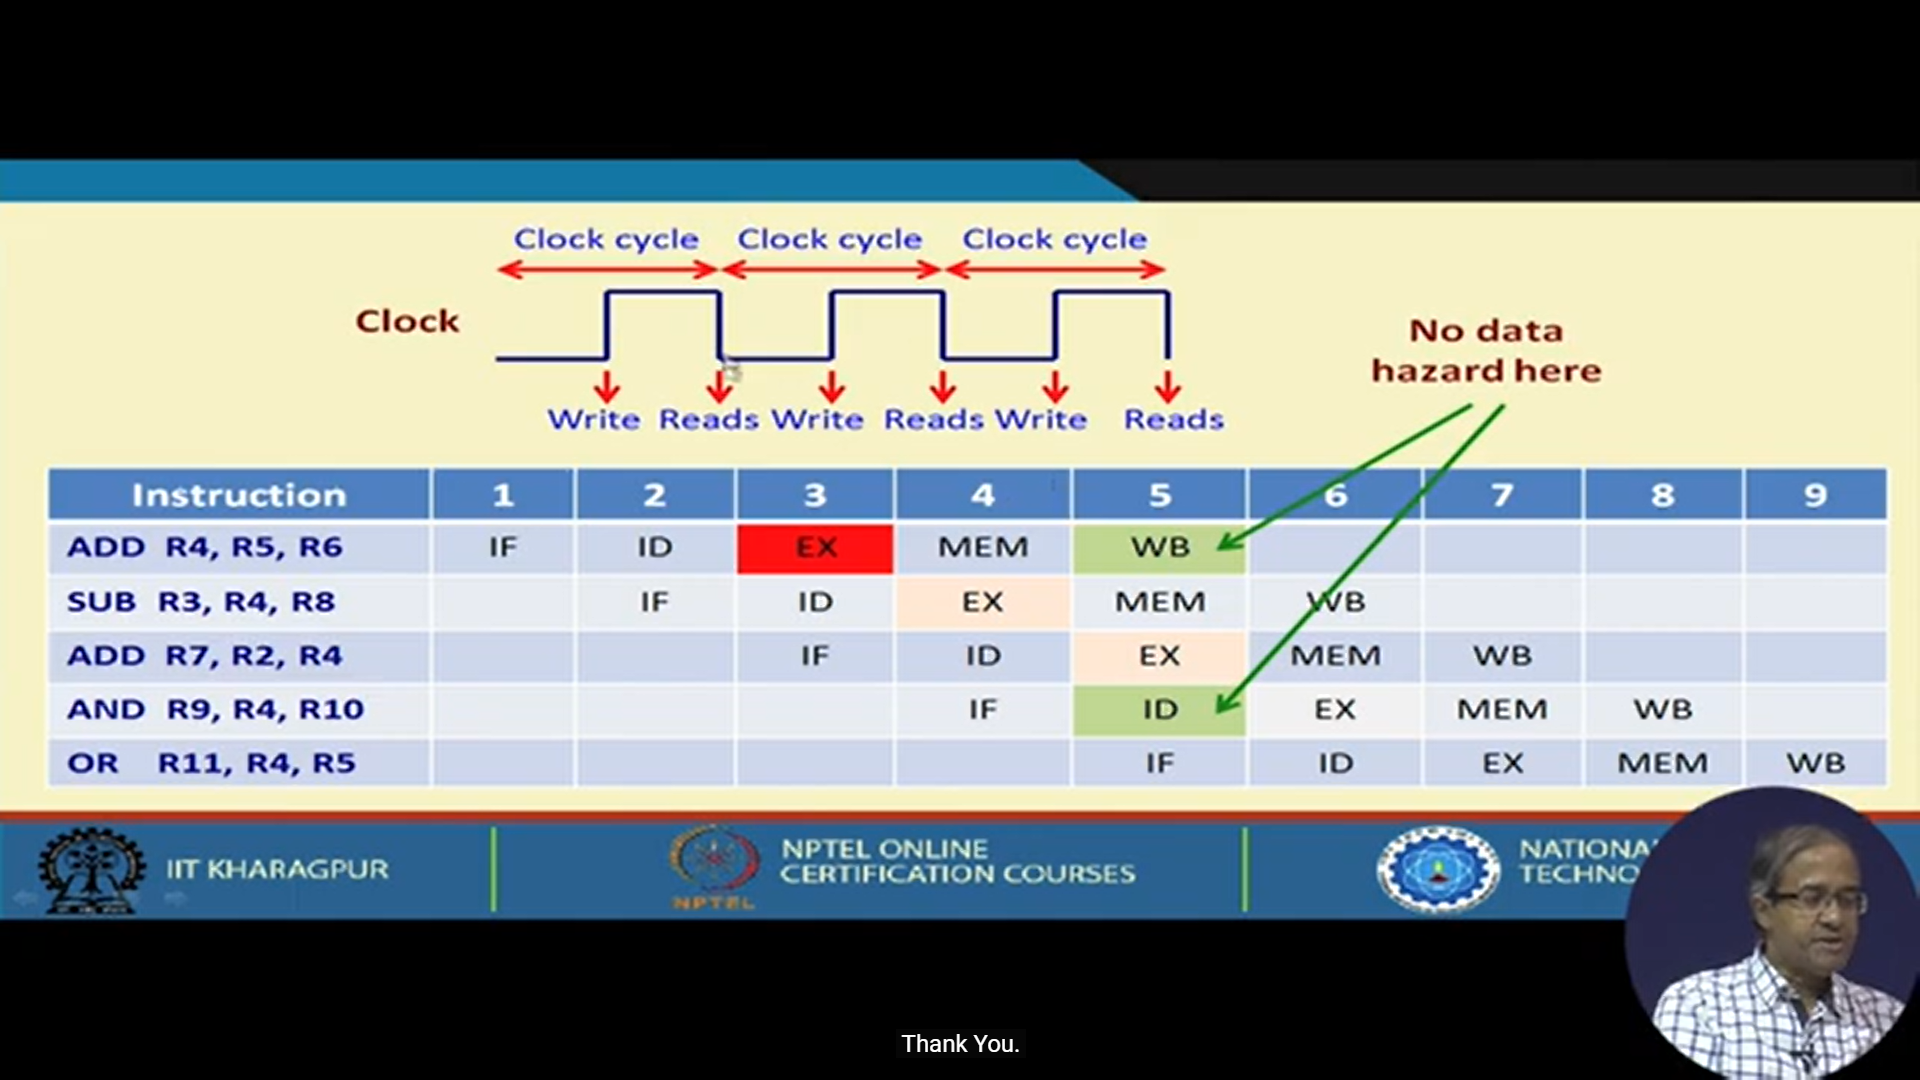 Clock cycle Clock cycle Clock cycle
Clock
No data
hazard here
Write Reads Write Reads Write Reads
Instruction 1 2 3 4 5 6 7 8 9
ADD R4, R5, R6 IF ID EX MEM WB
SUB R3, R4, R8 IF ID EX MEM WB
ADD R7, R2, R4 IF ID EX MEM WB
AND R9, R4, R10 IF ID EX MEM WB
OR R11, R4, R5 IF ID EX MEM WB
IIT KHARAGPUR
NPTEL
NPTEL ONLINE
CERTIFICATION COURSES
Thank You.